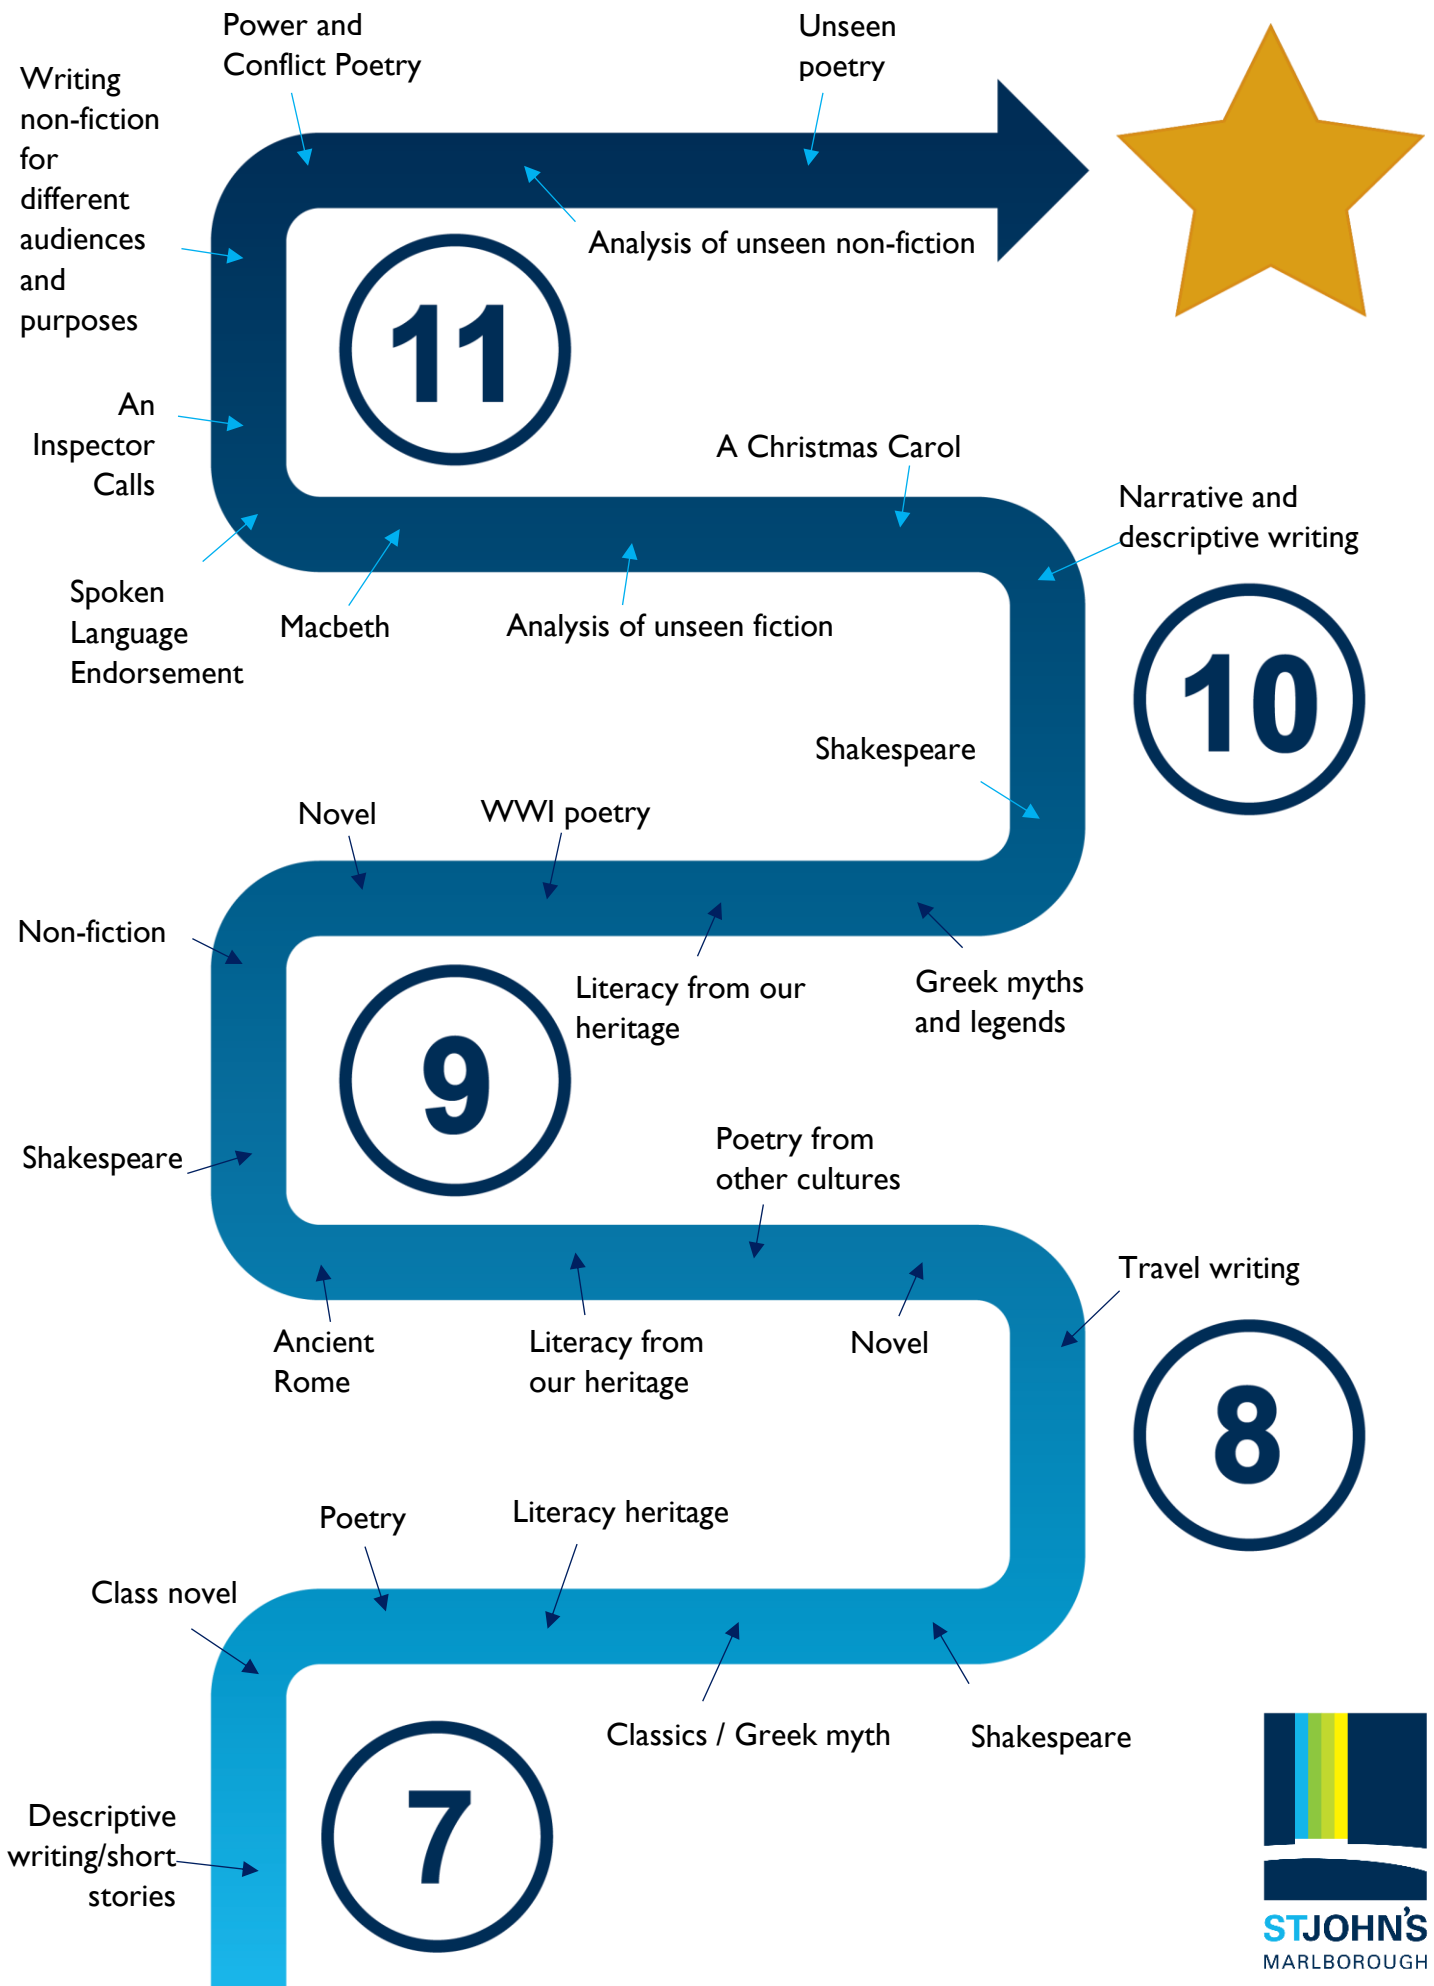 Power and
Conflict Poetry
Unseen
poetry
Writing
non-fiction
for
different
audiences
and
purposes
Analysis of unseen non-fiction
11
An
Inspector
Calls
A Christmas Carol
Narrative and
descriptive writing
Spoken
Language
Endorsement
Macbeth
Analysis of unseen fiction
10
Shakespeare
Novel
WWI poetry
Non-fiction
Literacy from our
heritage
Greek myths
and legends
9
Shakespeare
Poetry from
other cultures
Travel writing
Ancient
Rome
Literacy from
our heritage
Novel
8
Poetry
Literacy heritage
Class novel
Classics / Greek myth
Shakespeare
7
Descriptive
writing/short
stories
STJOHN'S
MARLBOROUGH